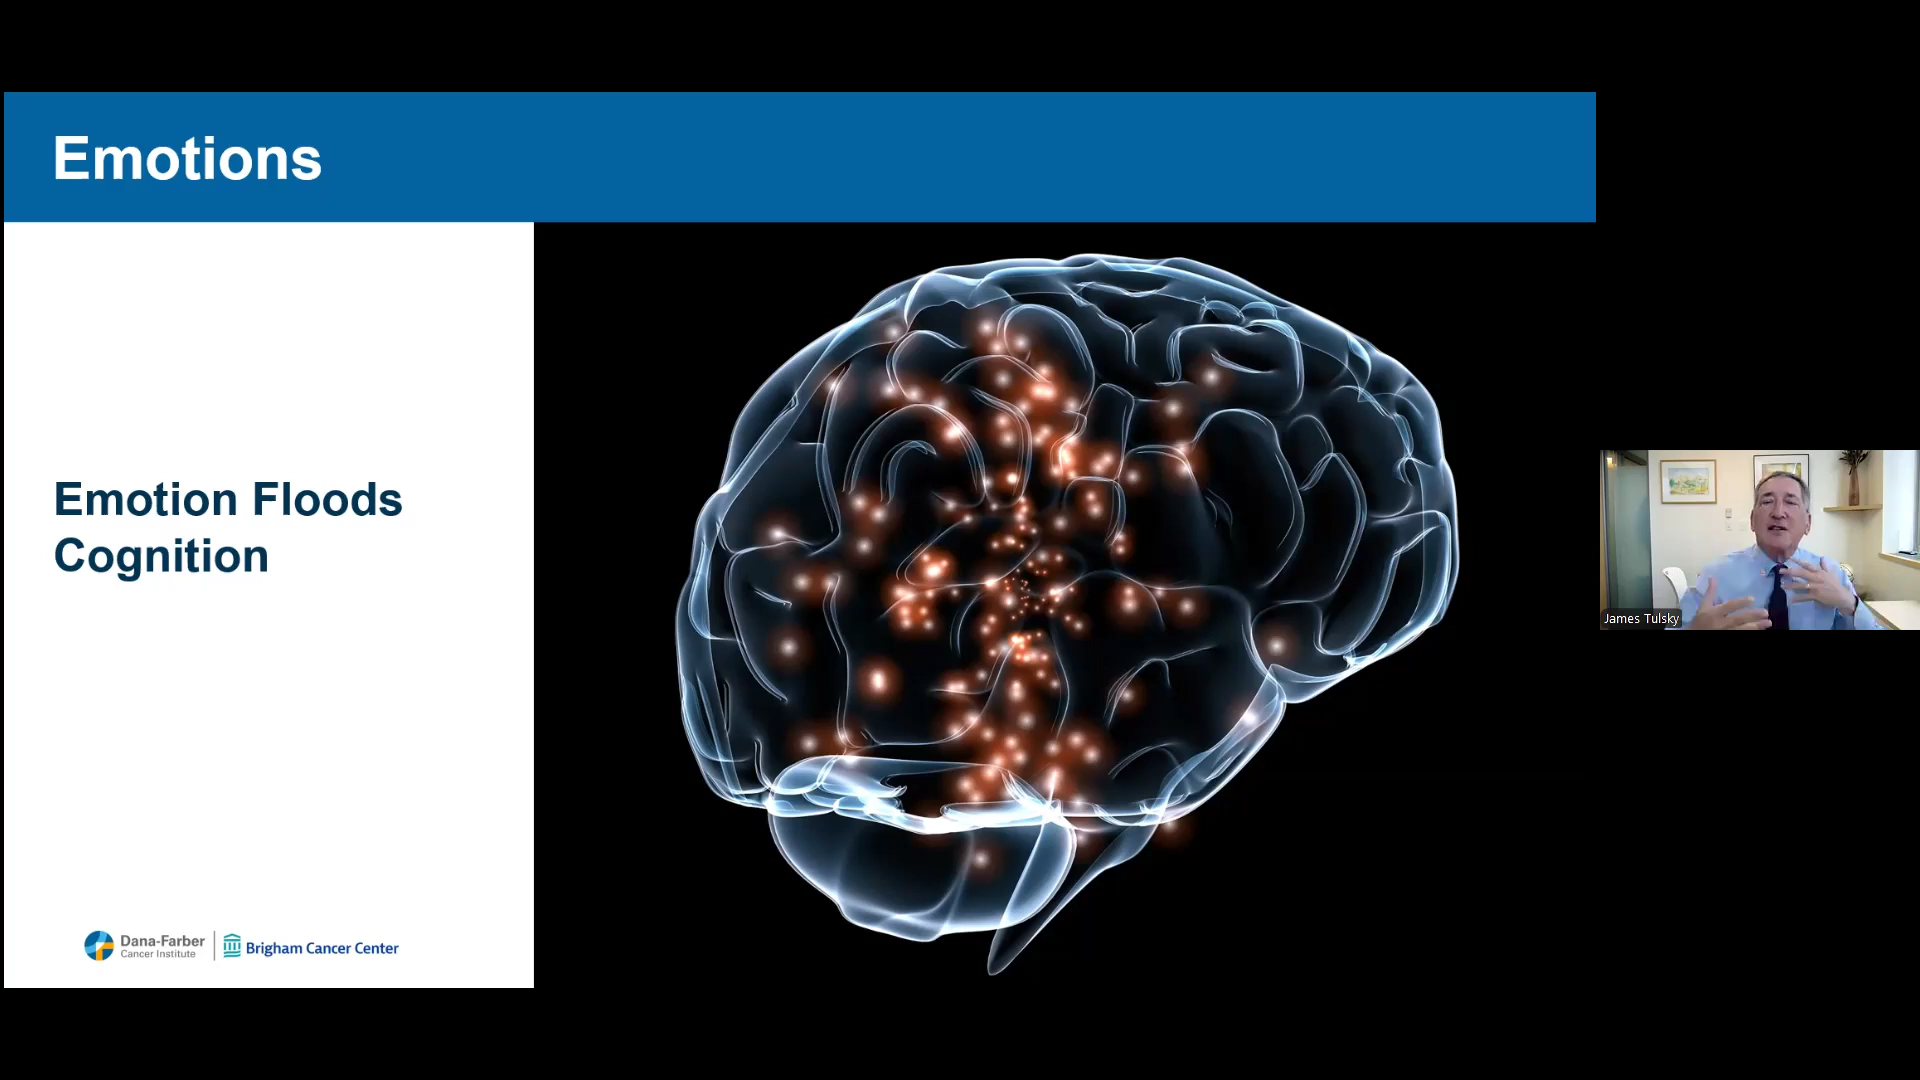 Emotions
Emotion Floods
Cognition
Dana-Farber
Cancer Institute
Brigham Cancer Center
James Tulsky